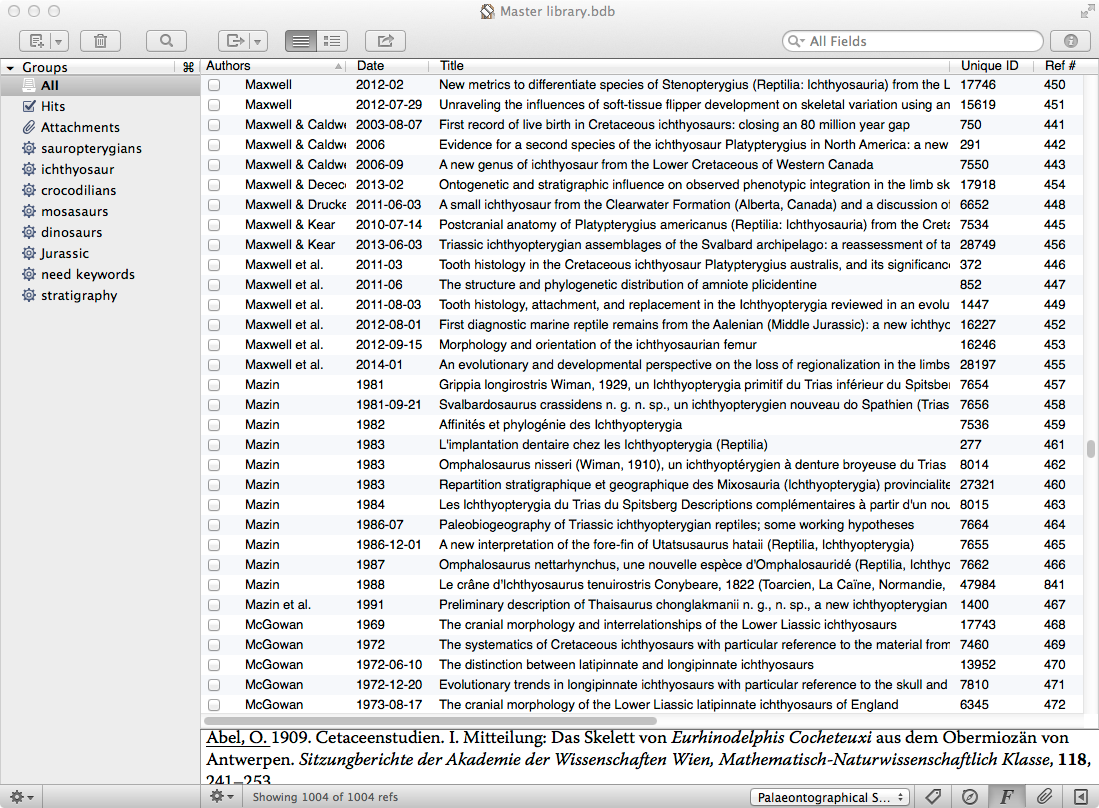 Master library.bdb
All Fields
Groups ⌘ Authors Date Title Unique ID Ref #
All
Hits
Attachments
sauropterygians
ichthyosaur
crocodilians
mosasaurs
dinosaurs
Jurassic
need keywords
stratigraphy
Maxwell 2012-02 New metrics to differentiate species of Stenopterygius (Reptilia: Ichthyosauria) from the L 17746 450
Maxwell 2012-07-29 Unraveling the influences of soft-tissue flipper development on skeletal variation using an 15619 451
Maxwell & Caldwe 2003-08-07 First record of live birth in Cretaceous ichthyosaurs: closing an 80 million year gap 750 441
Maxwell & Caldwe 2006 Evidence for a second species of the ichthyosaur Platypterygius in North America: a new 291 442
Maxwell & Caldwe 2006-09 A new genus of ichthyosaur from the Lower Cretaceous of Western Canada 7550 443
Maxwell & Dececc 2013-02 Ontogenetic and stratigraphic influence on observed phenotypic integration in the limb sk 17918 454
Maxwell & Drucke 2011-06-03 A small ichthyosaur from the Clearwater Formation (Alberta, Canada) and a discussion of 6652 448
Maxwell & Kear 2010-07-14 Postcranial anatomy of Platypterygius americanus (Reptilia: Ichthyosauria) from the Creta 7534 445
Maxwell & Kear 2013-06-03 Triassic ichthyopterygian assemblages of the Svalbard archipelago: a reassessment of ta 28749 456
Maxwell et al. 2011-03 Tooth histology in the Cretaceous ichthyosaur Platypterygius australis, and its significance 372 446
Maxwell et al. 2011-06 The structure and phylogenetic distribution of amniote plicidentine 852 447
Maxwell et al. 2011-08-03 Tooth histology, attachment, and replacement in the Ichthyopterygia reviewed in an evolu 1447 449
Maxwell et al. 2012-08-01 First diagnostic marine reptile remains from the Aalenian (Middle Jurassic): a new ichthyc 16227 452
Maxwell et al. 2012-09-15 Morphology and orientation of the ichthyosaurian femur 16246 453
Maxwell et al. 2014-01 An evolutionary and developmental perspective on the loss of regionalization in the limbs 28197 455
Mazin 1981 Grippia longirostris Wiman, 1929, un Ichthyopterygia primitif du Trias inférieur du Spitsbe 7654 457
Mazin 1981-09-21 Svalbardosaurus crassidens n. g. n. sp., un ichthyopterygien nouveau do Spathien (Trias 7656 458
Mazin 1982 Affinités et phylogénie des Ichthyopterygia 7536 459
Mazin 1983 L'implantation dentaire chez les Ichthyopterygia (Reptilia) 277 461
Mazin 1983 Omphalosaurus nisseri (Wiman, 1910), un ichthyoptérygien à denture broyeuse du Trias 8014 462
Mazin 1983 Repartition stratigraphique et geographique des Mixosauria (Ichthyopterygia) provincialite 27321 460
Mazin 1984 Les Ichthyopterygia du Trias du Spitsberg Descriptions complémentaires à partir d'un nou 8015 463
Mazin 1986-07 Paleobiogeography of Triassic ichthyopterygian reptiles; some working hypotheses 7664 464
Mazin 1986-12-01 A new interpretation of the fore-fin of Utatsusaurus hataii (Reptilia, Ichthyopterygia) 7655 465
Mazin 1987 Omphalosaurus nettarhynchus, une nouvelle espèce d'Omphalosauridé (Reptilia, Ichthyc 7662 466
Mazin 1988 Le crâne d'Ichthyosaurus tenuirostris Conybeare, 1822 (Toarcien, La Caïne, Normandie, 47984 841
Mazin et al. 1991 Preliminary description of Thaisaurus chonglakmanii n. g., n. sp., a new ichthyopterygian 1400 467
McGowan 1969 The cranial morphology and interrelationships of the Lower Liassic ichthyosaurs 17743 468
McGowan 1972 The systematics of Cretaceous ichthyosaurs with particular reference to the material from 7460 469
McGowan 1972-06-10 The distinction between latipinnate and longipinnate ichthyosaurs 13952 470
McGowan 1972-12-20 Evolutionary trends in longipinnate ichthyosaurs with particular reference to the skull and 7810 471
McGowan 1973-08-17 The cranial morphology of the Lower Liassic latipinnate ichthyosaurs of England 6345 472
Abel, O. 1909. Cetaceenstudien. I. Mitteilung: Das Skelett von Eurhinodelphis Cocheteuxi aus dem Obermiozän von
Antwerpen. Sitzungberichte der Akademie der Wissenschaften Wien, Mathematisch-Naturwissenschaftlich Klasse, 118,
241–253
Showing 1004 of 1004 refs
Palaeontographical S...